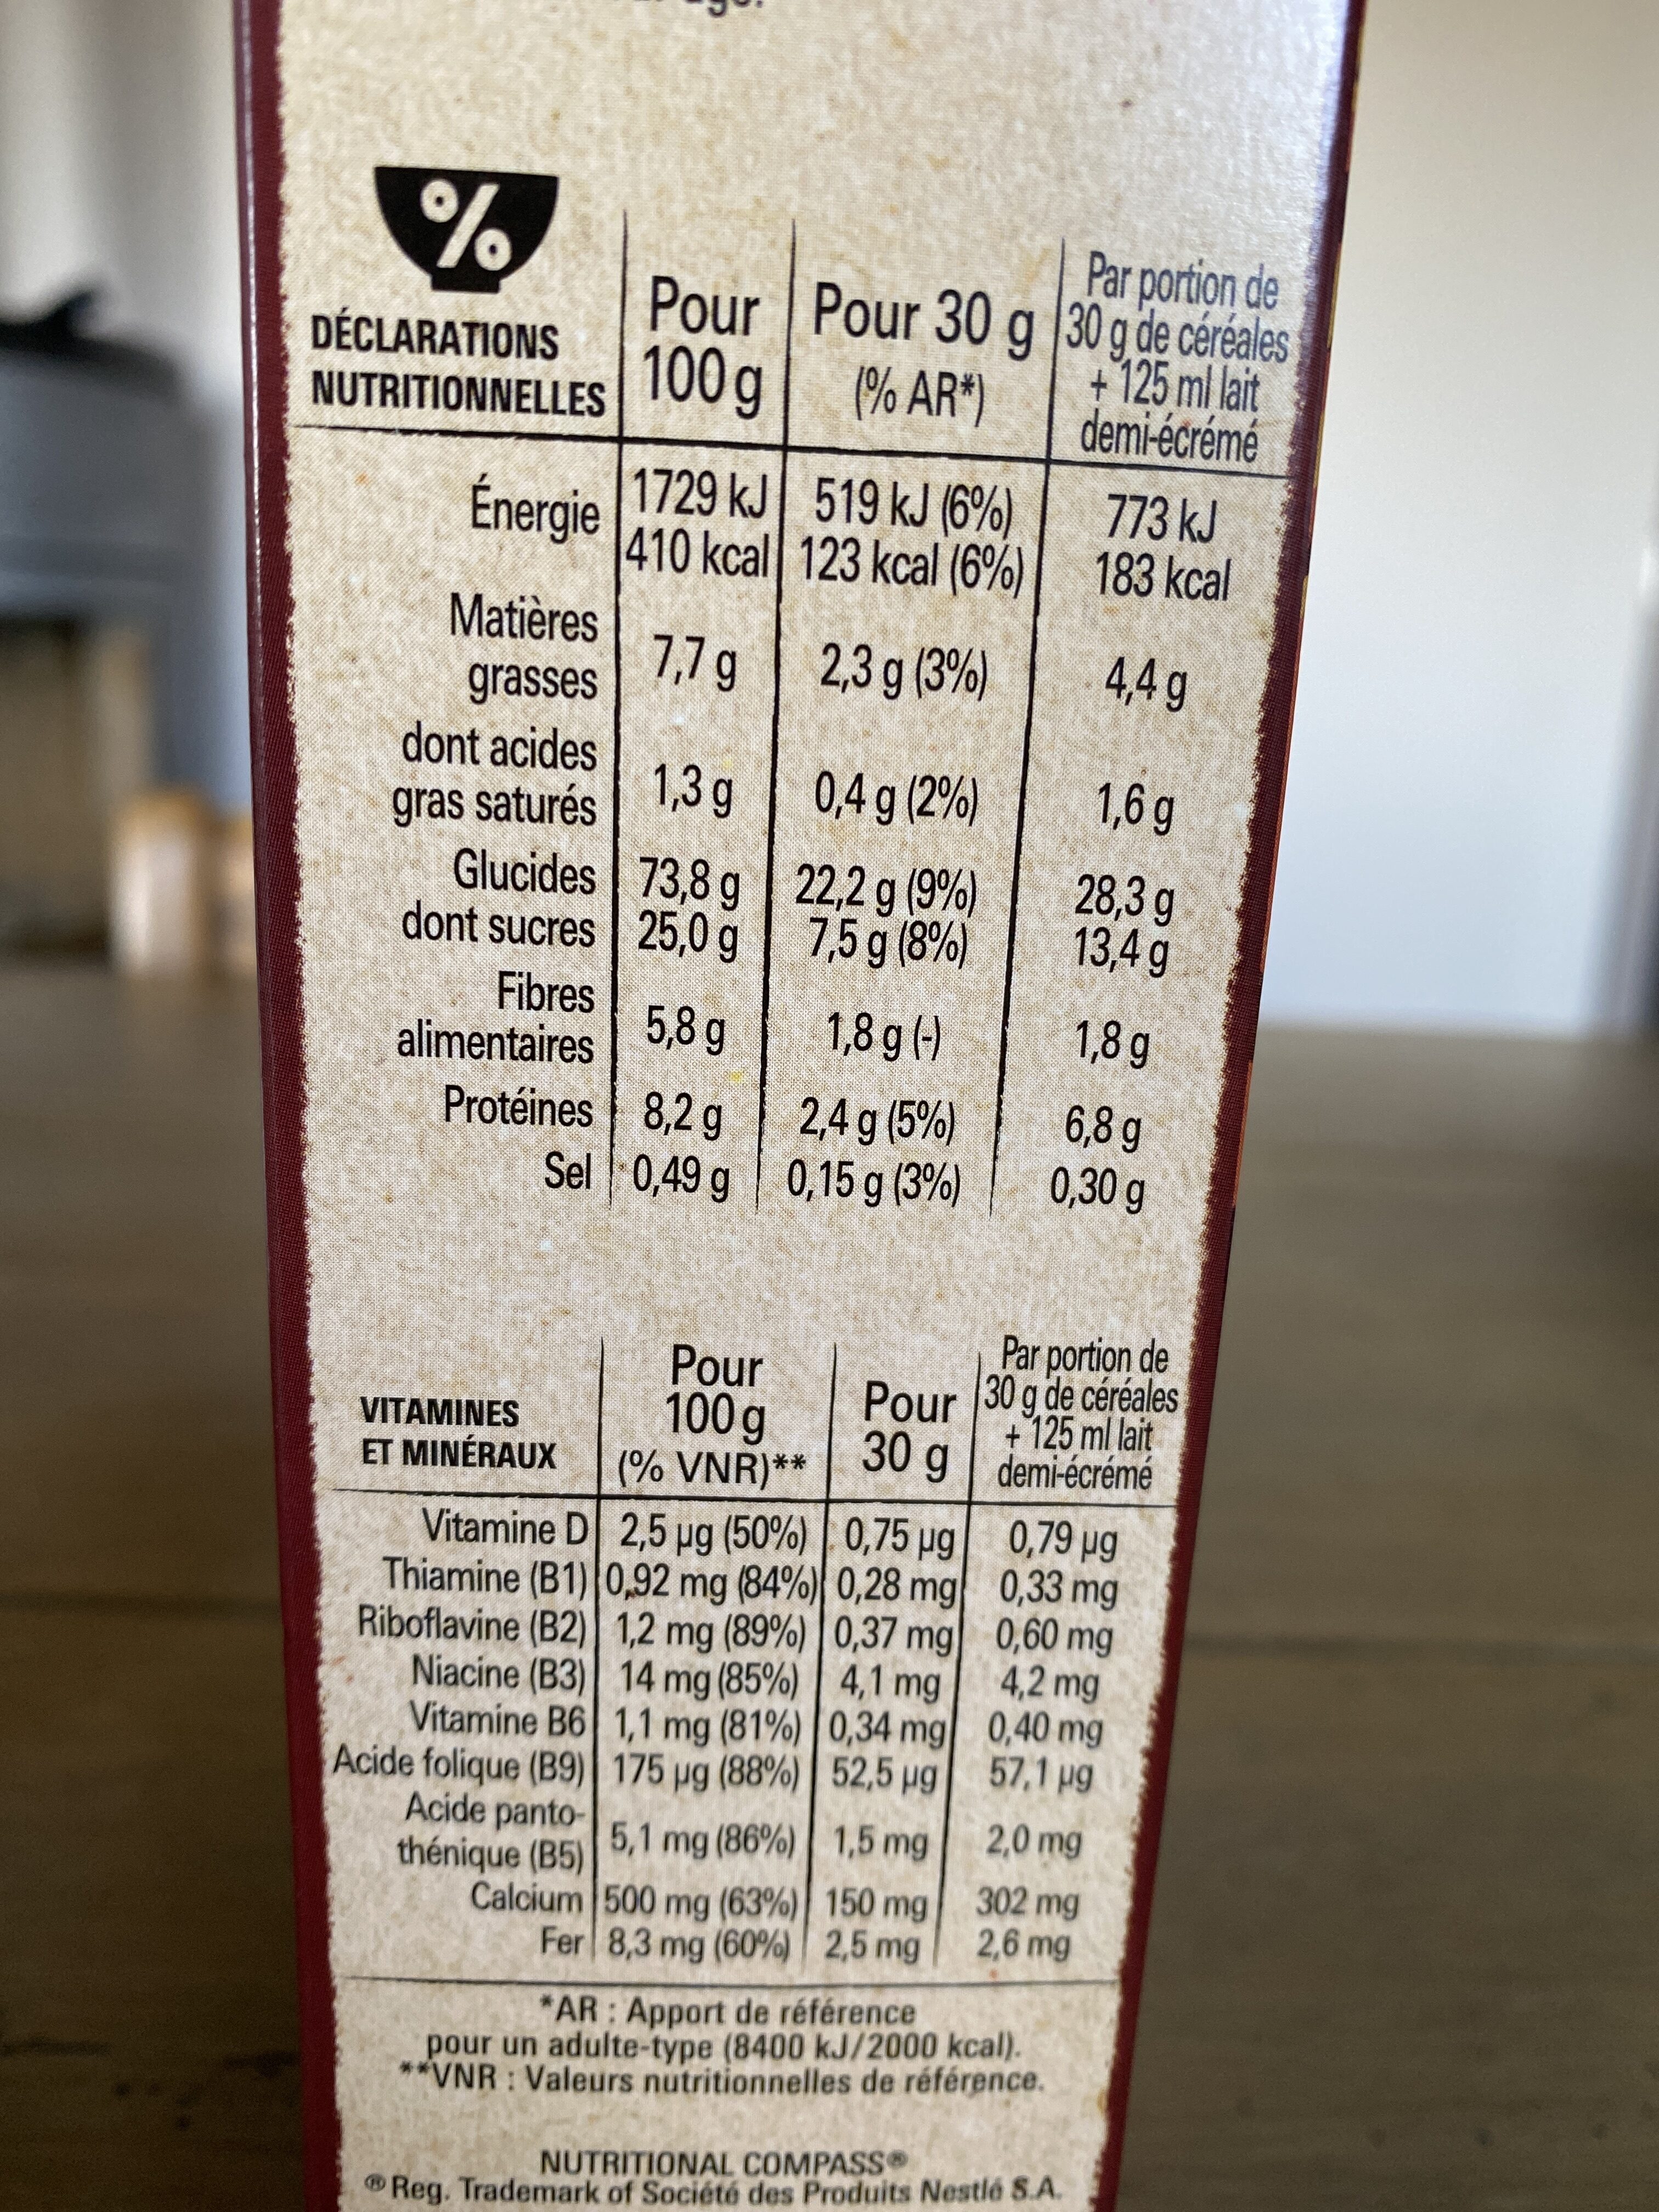 %
DÉCLARATIONS
NUTRITIONNELLES
Pour
100 g
Pour 30 g
(% AR*)
Par portion de
30 g de céréales
+ 125 ml lait
demi-écrémé
Énergie 1729 kJ 519 kJ (6%) 773 kJ
410 kcal 123 kcal (6%) 183 kcal
Matières
grasses 7,7 g 2,3 g (3%) 4,4 g
dont acides
gras saturés 1,3 g 0,4 g (2%) 1,6 g
Glucides 73,8 g 22,2 g (9%) 28,3 g
dont sucres 25,0 g 7,5 g (8%) 13,4 g
Fibres
alimentaires 5,8 g 1,8 g (-) 1,8 g
Protéines 8,2 g 2,4 g (5%) 6,8 g
Sel 0,49 g 0,15 g (3%) 0,30 g
VITAMINES
ET MINÉRAUX
Pour
100 g
(% VNR)**
Pour
30 g
Par portion de
30 g de céréales
+ 125 ml lait
demi-écrémé
Vitamine D 2,5 µg (50%) 0,75 µg 0,79 µg
Thiamine (B1) 0,92 mg (84%) 0,28 mg 0,33 mg
Riboflavine (B2) 1,2 mg (89%) 0,37 mg 0,60 mg
Niacine (B3) 14 mg (85%) 4,1 mg 4,2 mg
Vitamine B6 1,1 mg (81%) 0,34 mg 0,40 mg
Acide folique (B9) 175 µg (88%) 52,5 µg 57,1 µg
Acide panto-
thénique (B5) 5,1 mg (86%) 1,5 mg 2,0 mg
Calcium 500 mg (63%) 150 mg 302 mg
Fer 8,3 mg (60%) 2,5 mg 2,6 mg
*AR : Apport de référence
pour un adulte-type (8400 kJ/2000 kcal).
**VNR : Valeurs nutritionnelles de référence.
NUTRITIONAL COMPASS®
® Reg. Trademark of Société des Produits Nestlé S.A.